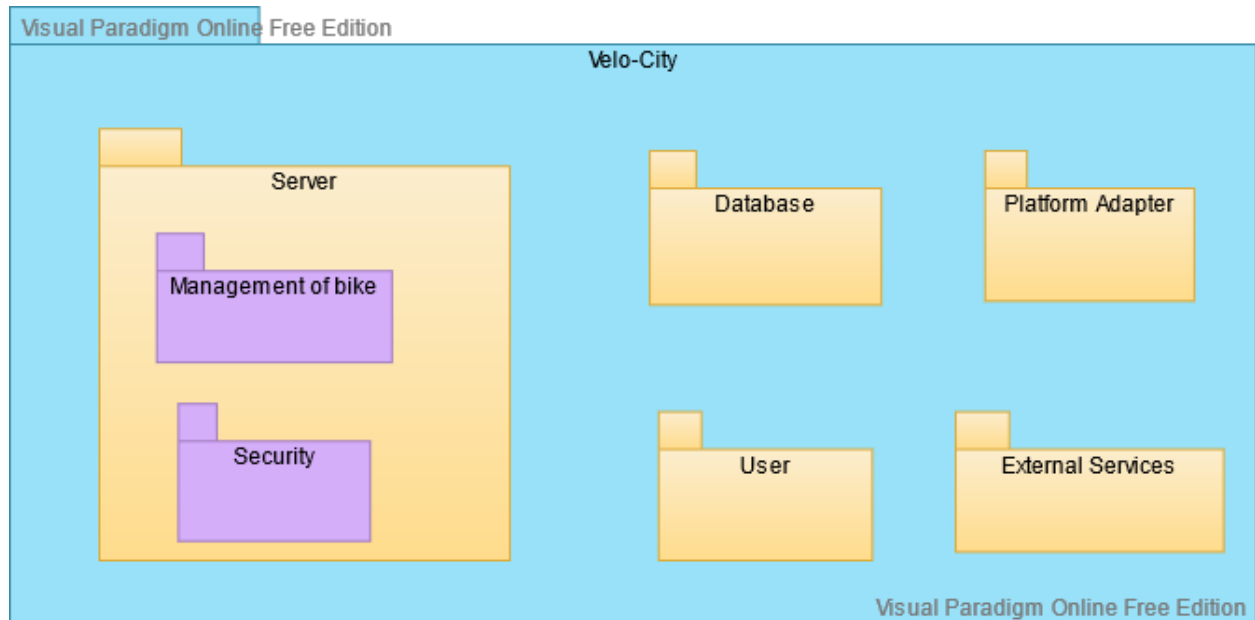 Visual Paradigm Online Free Edition
Velo-City
Server
Management of bike
Security
Database
Platform Adapter
User
External Services
Visual Paradigm Online Free Edition